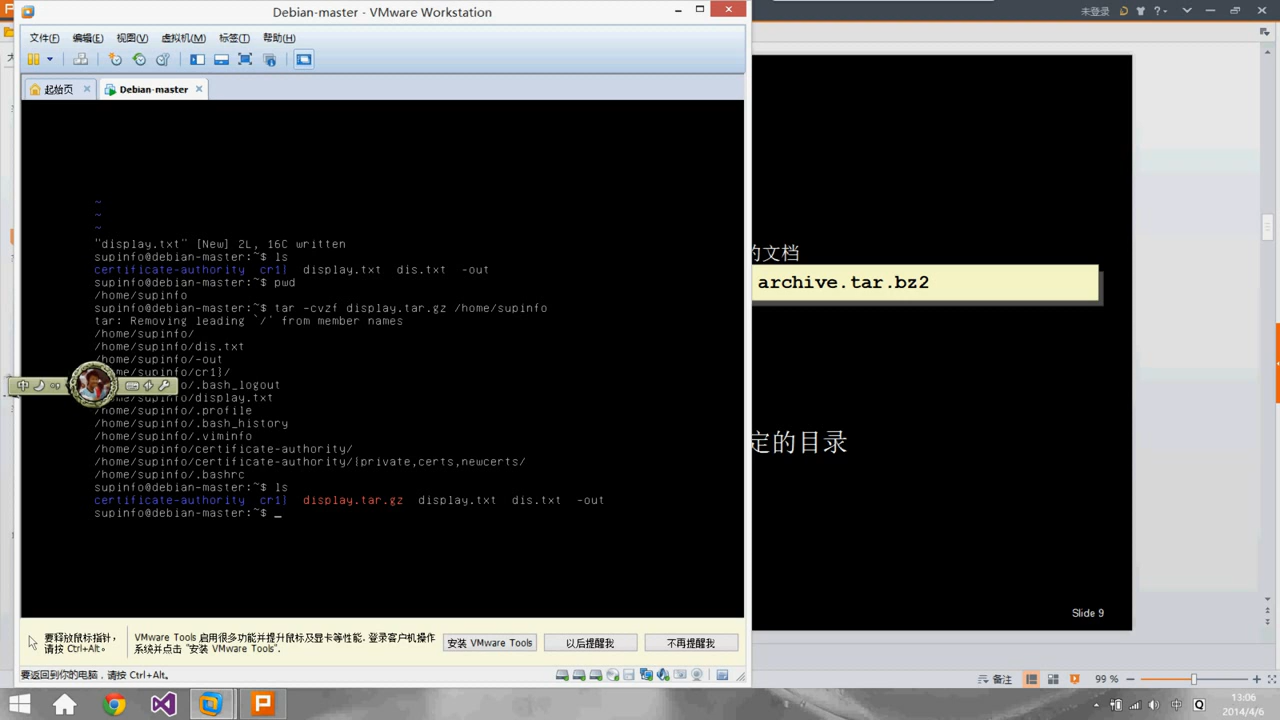 Debian-master - VMware Workstation
未登录
文件(F) 编辑(E) 视图(V) 虚拟机(M) 标签(T) 帮助(H)
起始页 Debian-master
~
~
~
"display.txt" [New] 2L, 16C written
supinfo@debian-master:~$ ls
certificate-authority cr1} display.txt dis.txt -out
supinfo@debian-master:~$ pwd
/home/supinfo
supinfo@debian-master:~$ tar -cvzf display.tar.gz /home/supinfo
tar: Removing leading `/' from member names
/home/supinfo/
/home/supinfo/dis.txt
/home/supinfo/-out
/home/supinfo/cr1}/
/.bash_logout
/home/supinfo/display.txt
/home/supinfo/.profile
/home/supinfo/.bash_history
/home/supinfo/.viminfo
/home/supinfo/certificate-authority/
/home/supinfo/certificate-authority/|private,certs,newcerts/
/home/supinfo/.bashrc
supinfo@debian-master:~$ ls
certificate-authority cr1} display.tar.gz display.txt dis.txt -out
supinfo@debian-master:~$ _
中
的文档
archive.tar.bz2
定的目录
Slide 9
要释放鼠标指针，
请按 Ctrl+Alt。
VMware Tools 启用很多功能并提升鼠标及显卡等性能. 登录客户机操作
系统并点击 "安装 VMware Tools".
安装 VMware Tools 以后提醒我 不再提醒我
要返回到你的电脑，请按 Ctrl+Alt。
备注 99 %
中
13:06
2014/4/6